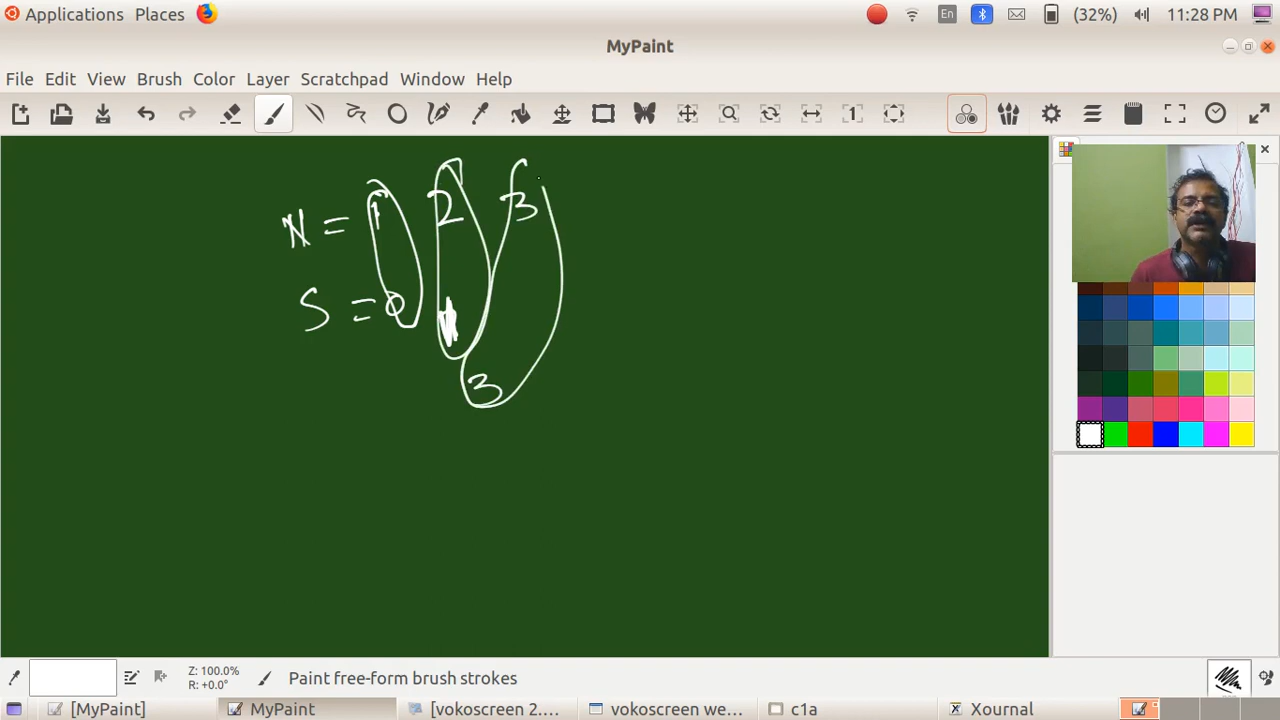 Applications Places En (32%) 11:28 PM
MyPaint
File Edit View Brush Color Layer Scratchpad Window Help
N = 1 2 3
S = 0 1
3
Z: 100.0%
R: +0.0°
Paint free-form brush strokes
[MyPaint] MyPaint [vokoscreen 2.... vokoscreen we... c1a Xournal